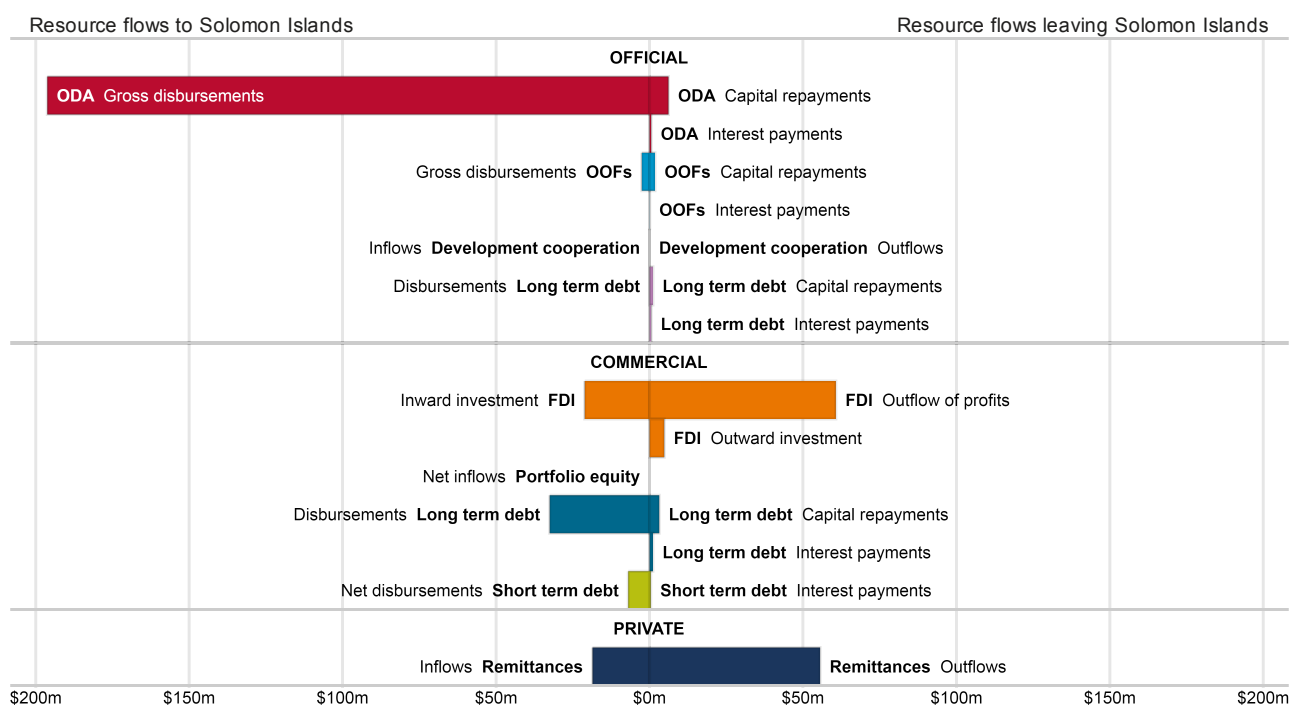 Resource flows to Solomon Islands Resource flows leaving Solomon Islands
OFFICIAL
ODA Gross disbursements ODA Capital repayments
ODA Interest payments
Gross disbursements OOFs OOFs Capital repayments
OOFs Interest payments
Inflows Development cooperation Development cooperation Outflows
Disbursements Long term debt Long term debt Capital repayments
Long term debt Interest payments
COMMERCIAL
Inward investment FDI FDI Outflow of profits
FDI Outward investment
Net inflows Portfolio equity
Disbursements Long term debt Long term debt Capital repayments
Long term debt Interest payments
Net disbursements Short term debt Short term debt Interest payments
PRIVATE
Inflows Remittances Remittances Outflows
$200m $150m $100m $50m $0m $50m $100m $150m $200m